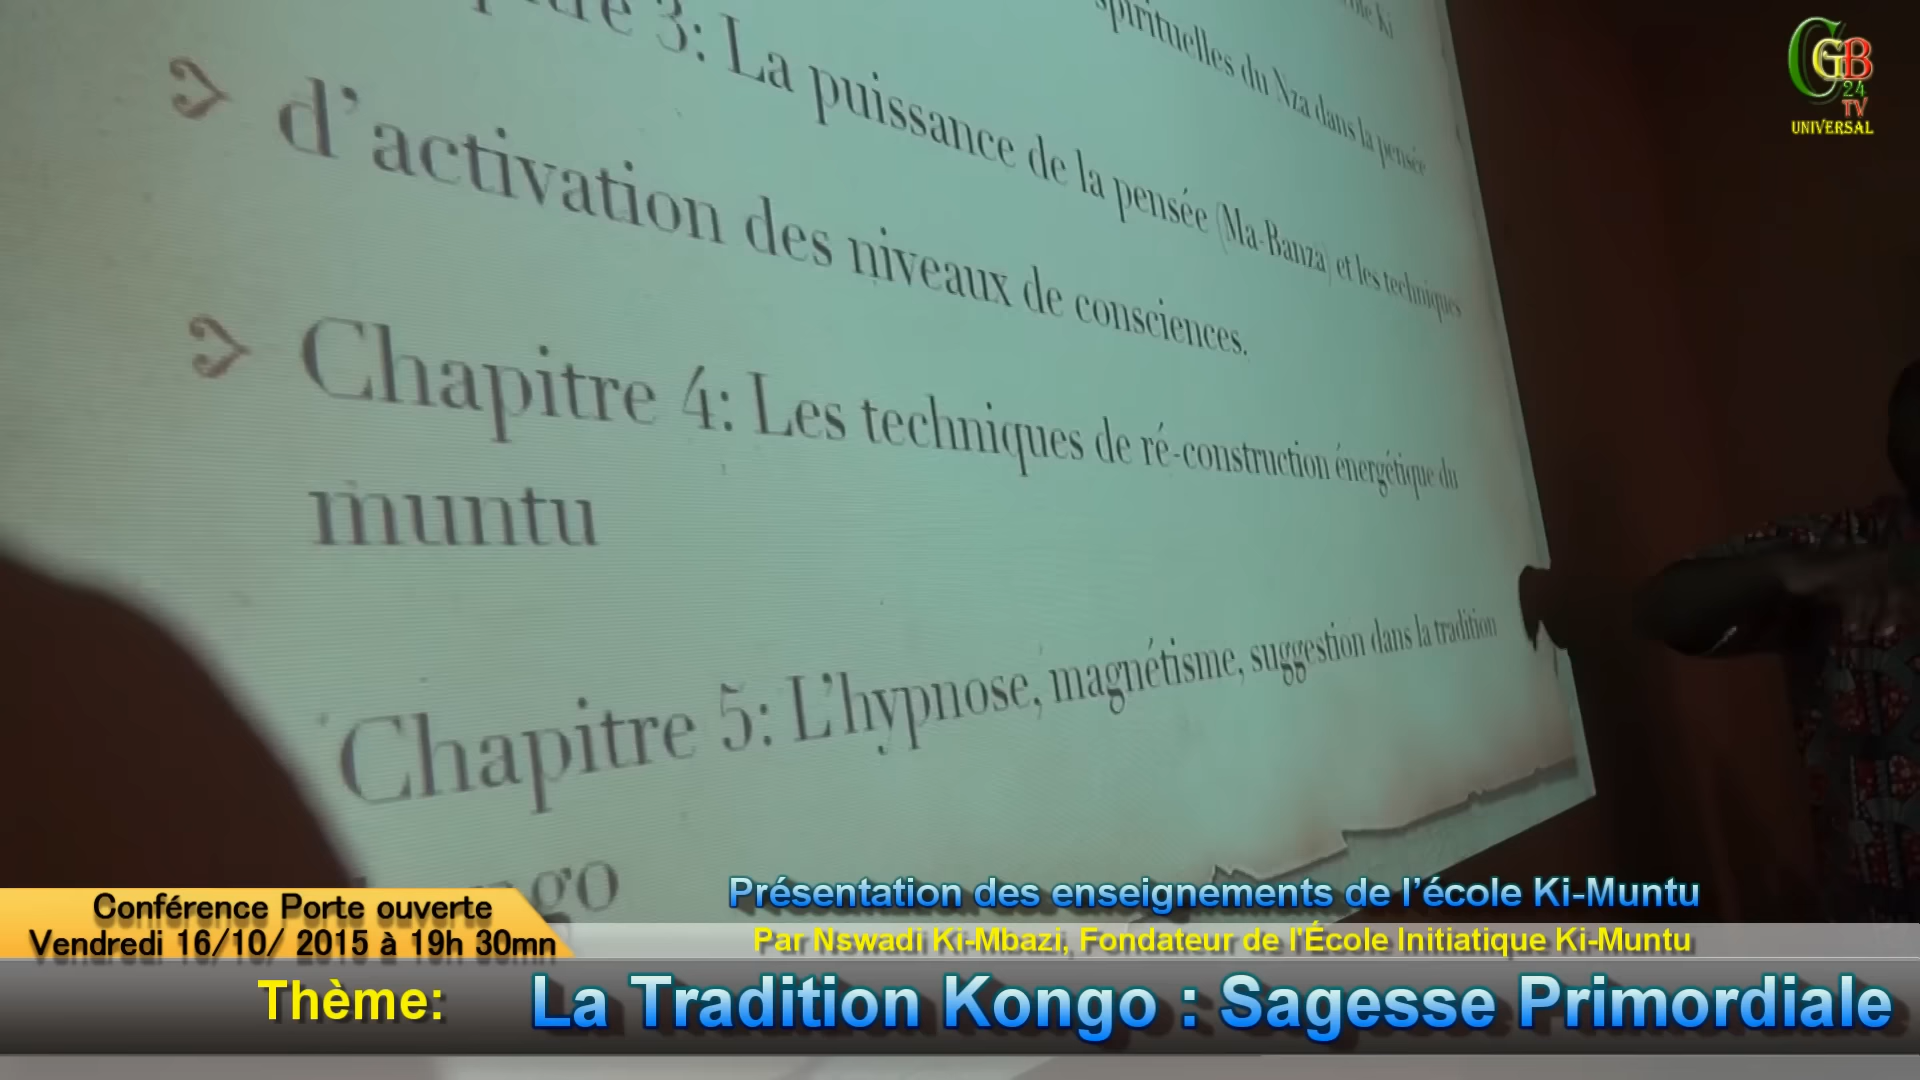 spirituelles du Nza dans la pensée
3: La puissance de la pensée (Ma-Banza) et les techniques
d'activation des niveaux de consciences.
Chapitre 4: Les techniques de ré-construction énergétique du
muntu
Chapitre 5: L'hypnose, magnétisme, suggestion dans la tradition
CGB
24
TV
UNIVERSAL
Conférence Porte ouverte
Vendredi 16/10/ 2015 à 19h 30mn
Présentation des enseignements de l'école Ki-Muntu
Par Nswadi Ki-Mbazi, Fondateur de l'École Initiatique Ki-Muntu
Thème: La Tradition Kongo : Sagesse Primordiale